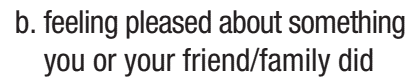 b. feeling pleased about something
you or your friend/family did